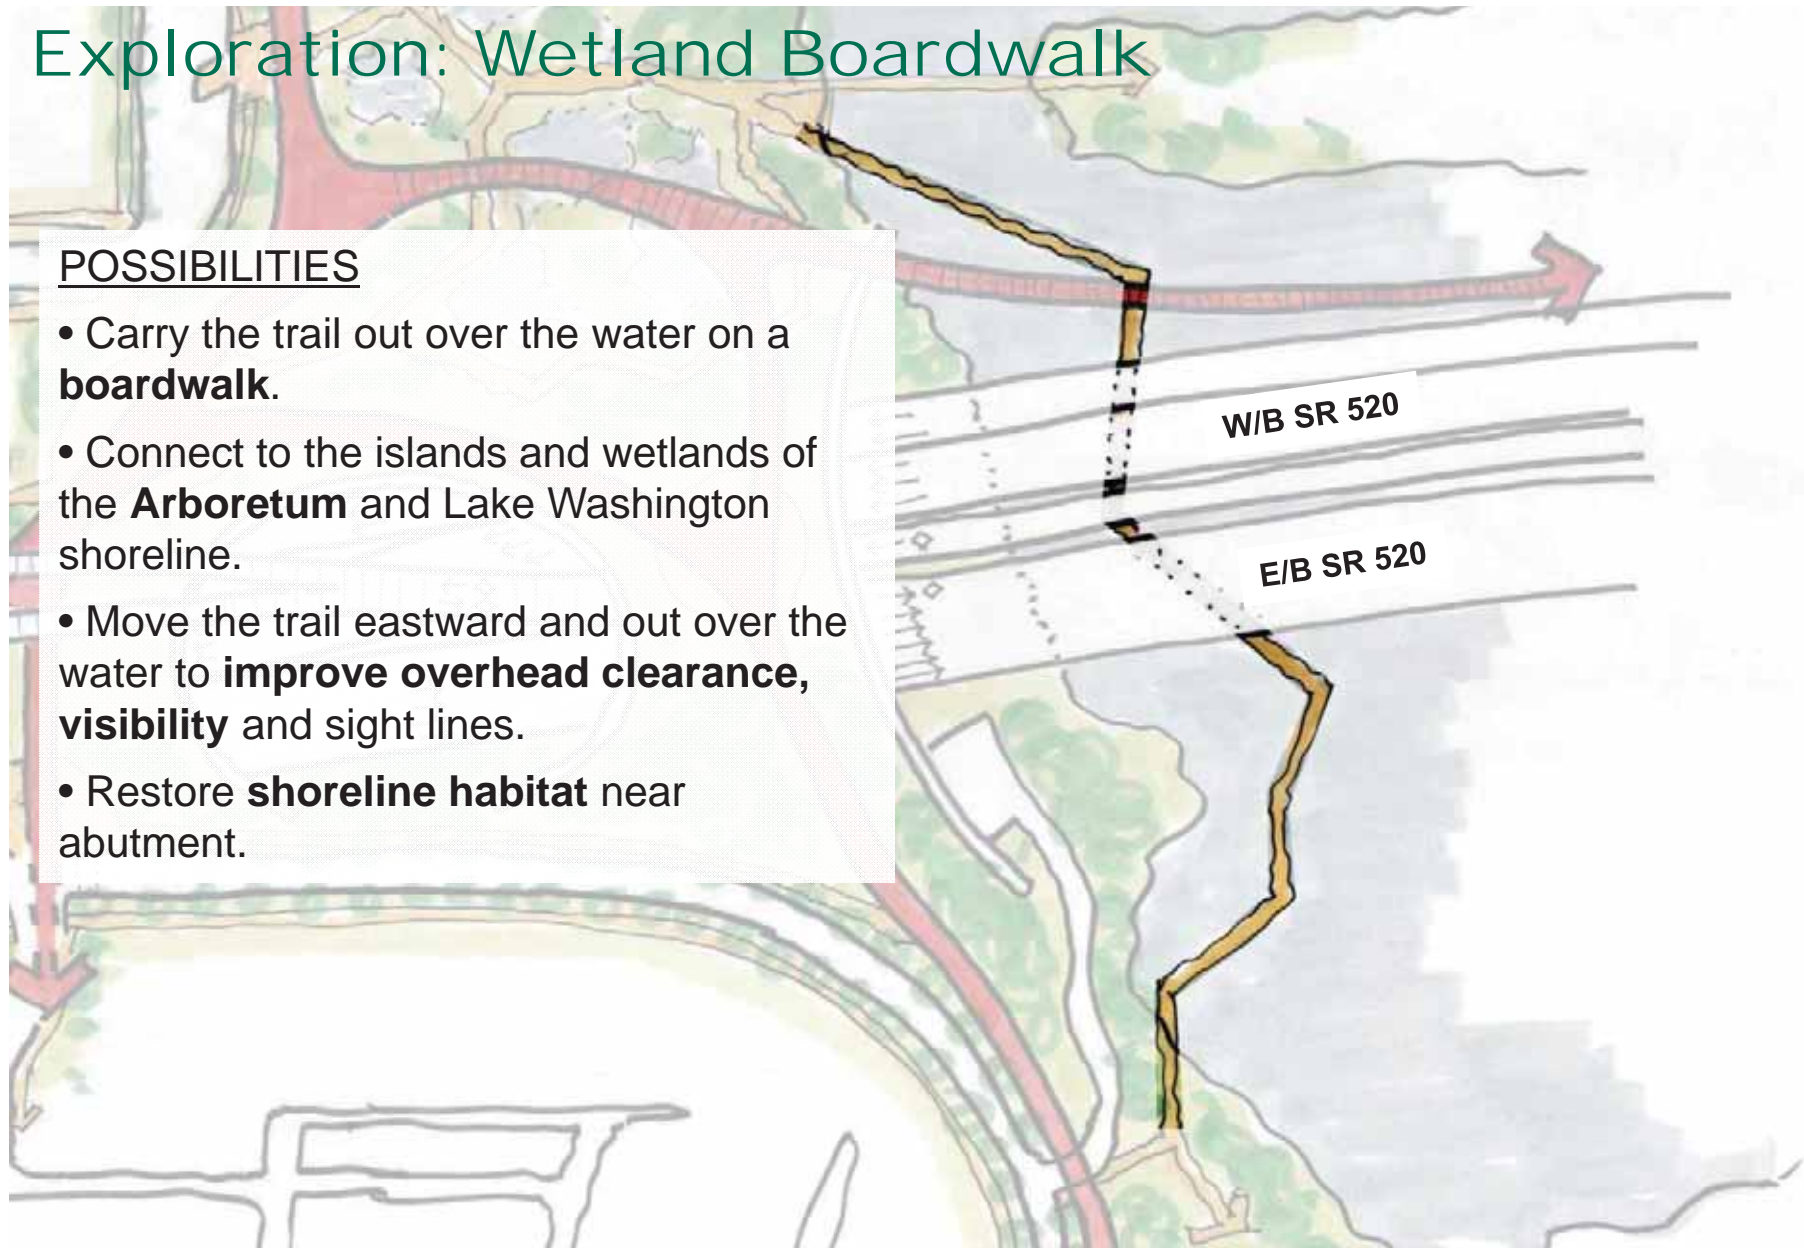 Exploration: Wetland Boardwalk
POSSIBILITIES
• Carry the trail out over the water on a
boardwalk.
• Connect to the islands and wetlands of
the Arboretum and Lake Washington
shoreline.
• Move the trail eastward and out over the
water to improve overhead clearance,
visibility and sight lines.
• Restore shoreline habitat near
abutment.
W/B SR 520
E/B SR 520